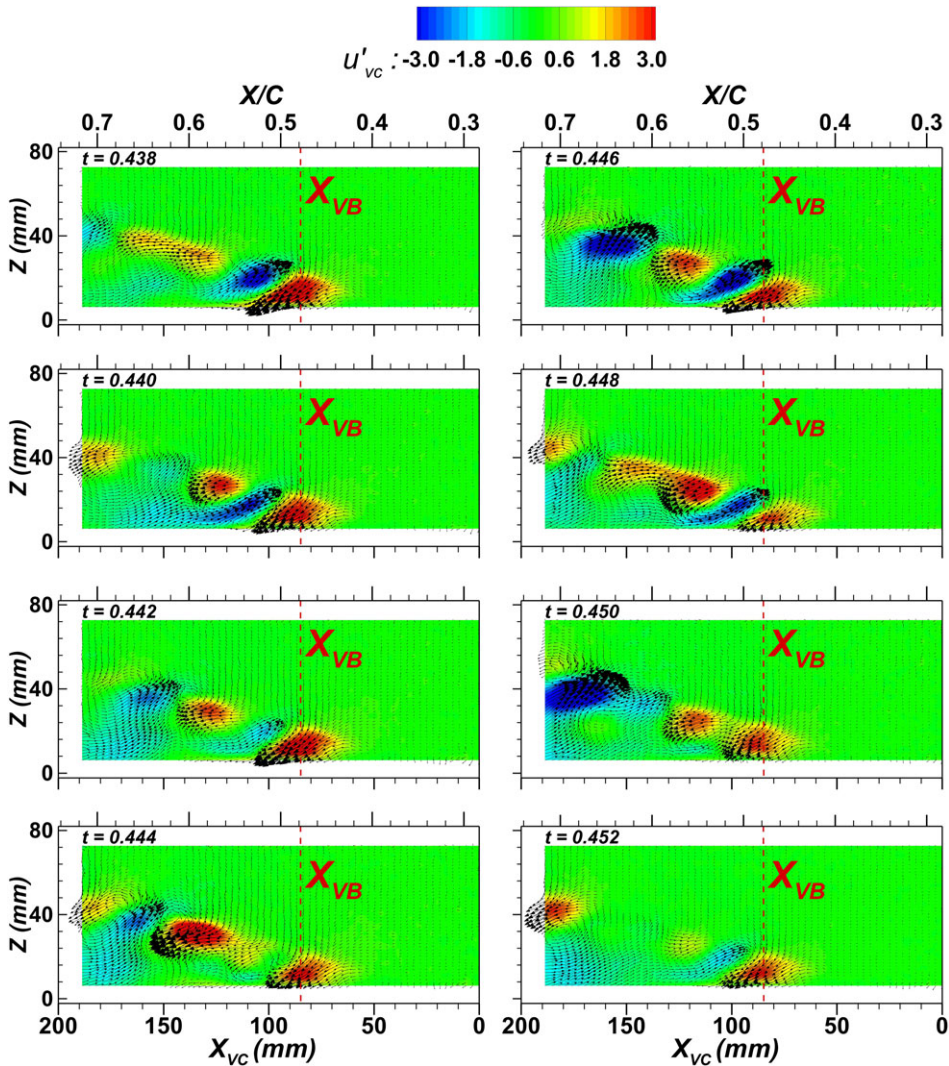 u'vc : -3.0 -1.8 -0.6 0.6 1.8 3.0
X/C X/C
0.7 0.6 0.5 0.4 0.3 0.7 0.6 0.5 0.4 0.3
80 t = 0.438 t = 0.446
XVB XVB
Z (mm)
40
0
80 t = 0.440 t = 0.448
XVB XVB
Z (mm)
40
0
80 t = 0.442 t = 0.450
XVB XVB
Z (mm)
40
0
80 t = 0.444 t = 0.452
XVB XVB
Z (mm)
40
0
200 150 100 50 0 200 150 100 50 0
XVC (mm) XVC (mm)